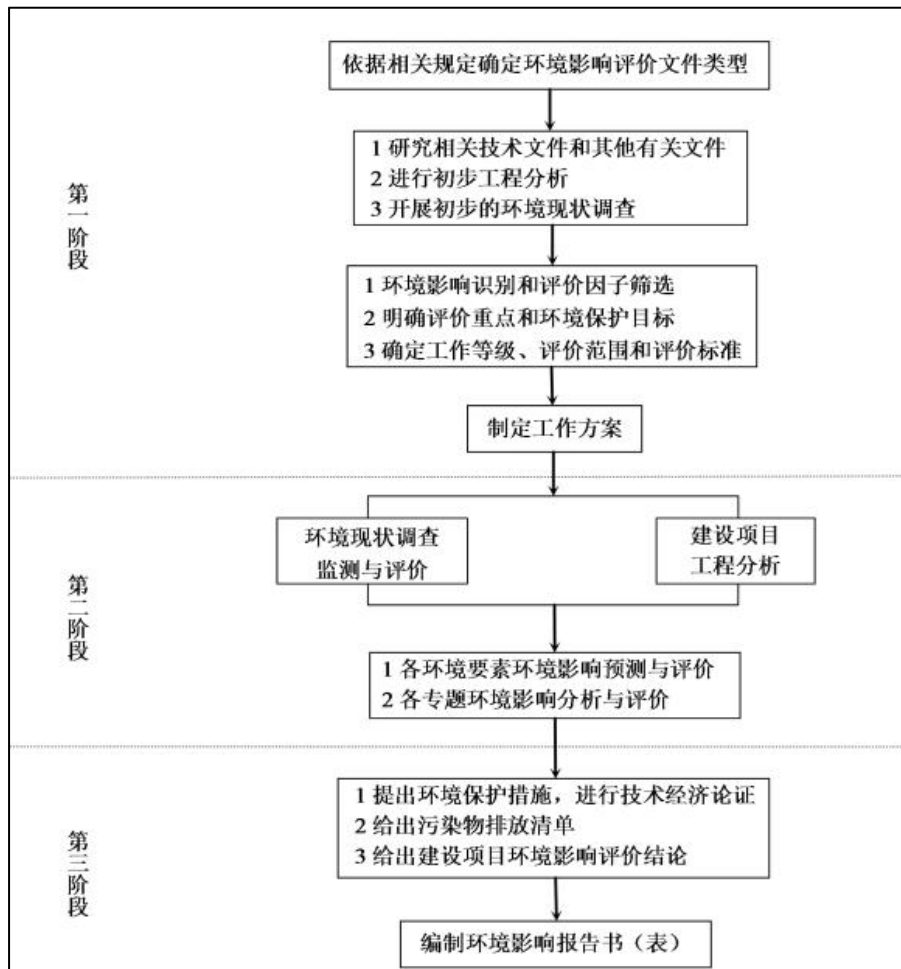 依据相关规定确定环境影响评价文件类型
1 研究相关技术文件和其他有关文件
2 进行初步工程分析
3 开展初步的环境现状调查
第一阶段
1 环境影响识别和评价因子筛选
2 明确评价重点和环境保护目标
3 确定工作等级、评价范围和评价标准
制定工作方案
环境现状调查
监测与评价
建设项目
工程分析
第二阶段
1 各环境要素环境影响预测与评价
2 各专题环境影响分析与评价
1 提出环境保护措施，进行技术经济论证
2 给出污染物排放清单
3 给出建设项目环境影响评价结论
第三阶段
编制环境影响报告书（表）